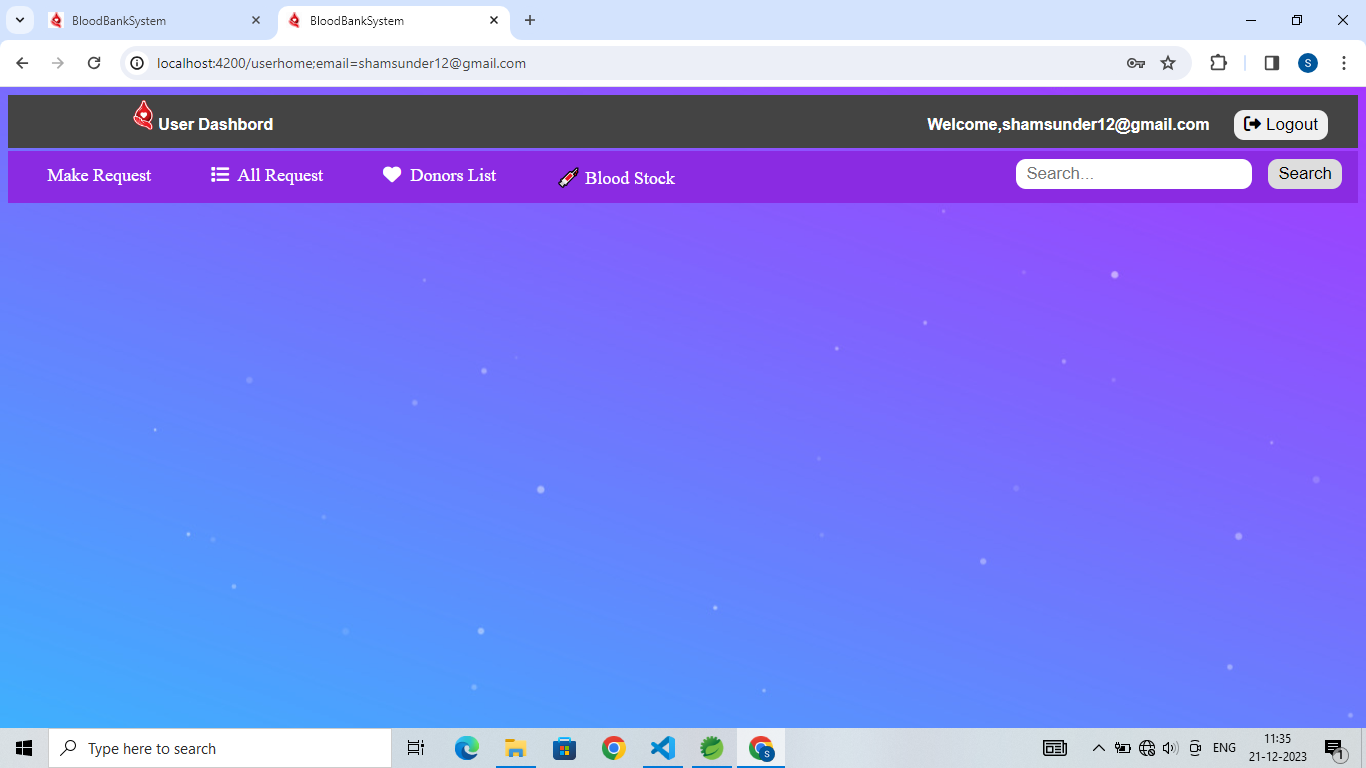 BloodBankSystem
BloodBankSystem
localhost:4200/userhome;email=shamsunder12@gmail.com
S
User Dashbord
Welcome,shamsunder12@gmail.com
Logout
Make Request
All Request
Donors List
Blood Stock
Search...
Search
Type here to search
S
ENG
11:35
21-12-2023
1